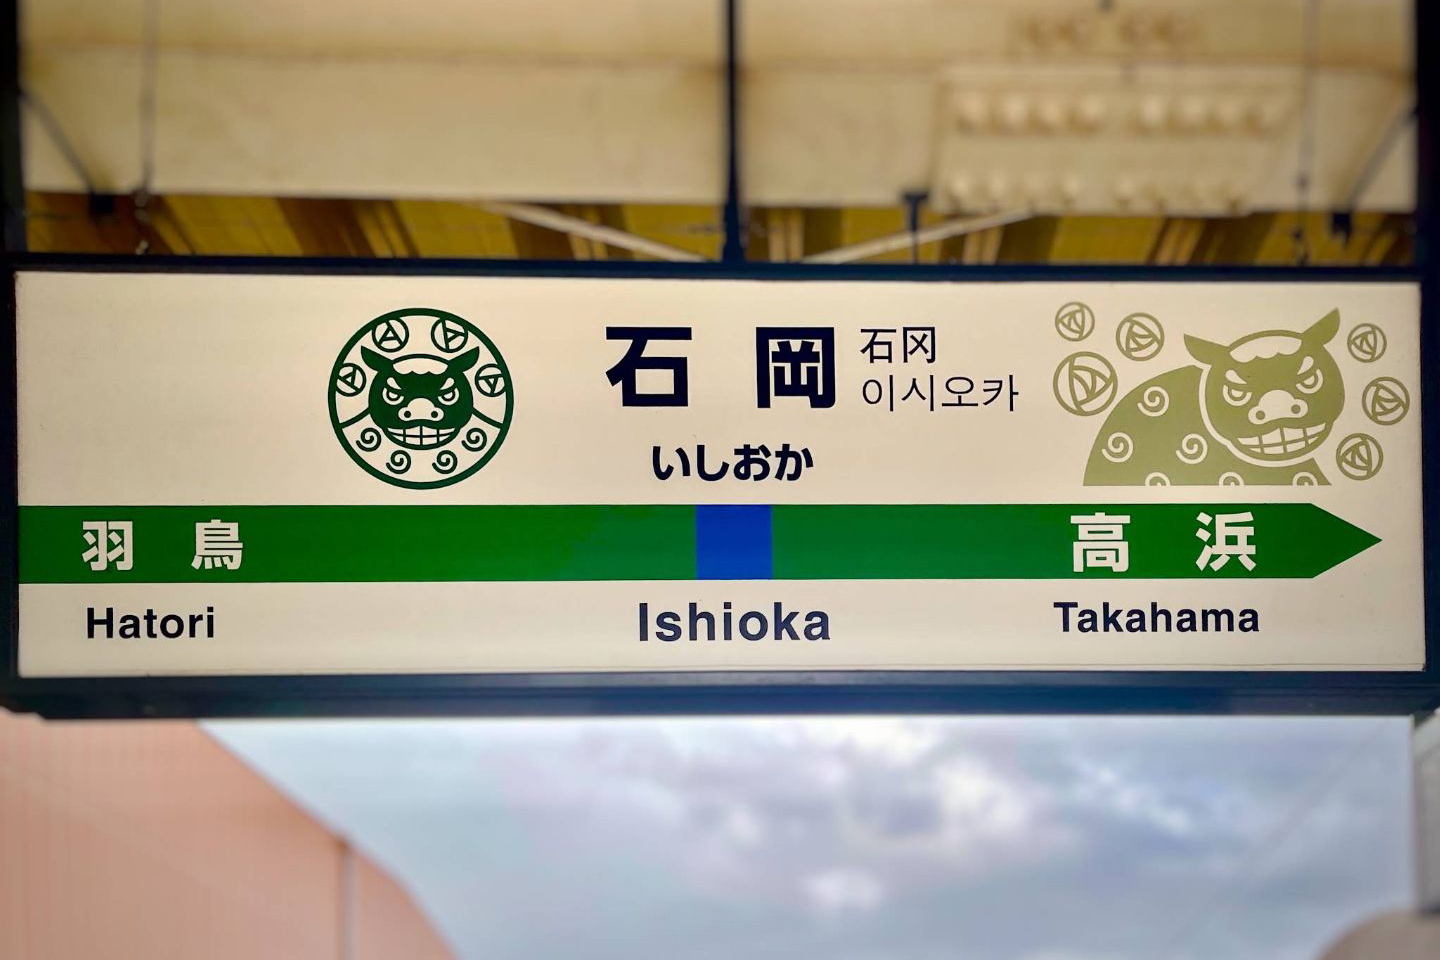 石岡
石冈
이시오카
いしおか
羽鳥
高浜
Hatori
Ishioka
Takahama